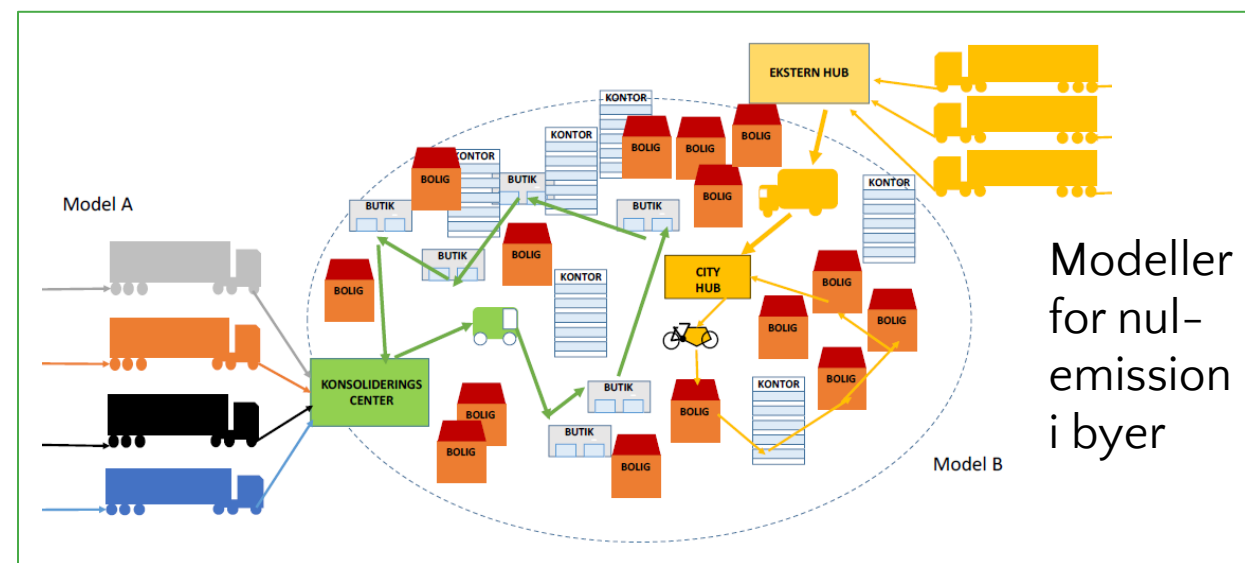 EKSTERN HUB
KONTOR
BOLIG
BOLIG
BOLIG
KONTOR
KONTOR
BOLIG
BUTIK
BOLIG
KONTOR
Model A
BUTIK
BUTIK
BUTIK
BOLIG
BOLIG
KONTOR
CITY
HUB
BOLIG
BOLIG
BOLIG
Modeller
for nul-
emission
i byer
KONSOLIDERINGS
CENTER
BOLIG
BUTIK
BOLIG
KONTOR
BOLIG
BOLIG
BUTIK
BOLIG
BOLIG
Model B